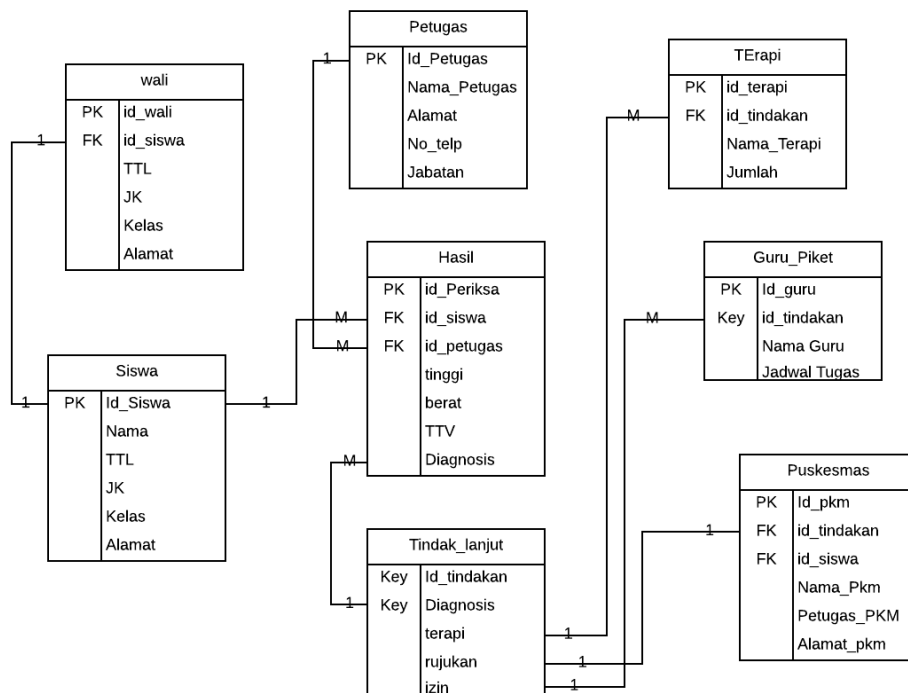 Petugas
PK Id_Petugas
Nama_Petugas
Alamat
No_telp
Jabatan
TErapi
PK id_terapi
FK id_tindakan
Nama_Terapi
Jumlah
wali
PK id_wali
FK id_siswa
TTL
JK
Kelas
Alamat
Hasil
PK id_Periksa
FK id_siswa
FK id_petugas
tinggi
berat
TTV
Diagnosis
Guru_Piket
PK Id_guru
Key id_tindakan
Nama Guru
Jadwal Tugas
Siswa
PK Id_Siswa
Nama
TTL
JK
Kelas
Alamat
Tindak_lanjut
Key Id_tindakan
Key Diagnosis
terapi
rujukan
izin
Puskesmas
PK Id_pkm
FK id_tindakan
FK id_siswa
Nama_Pkm
Petugas_PKM
Alamat_pkm
1
1
1
M
1
M
M
1
1
M
1
M
1
1